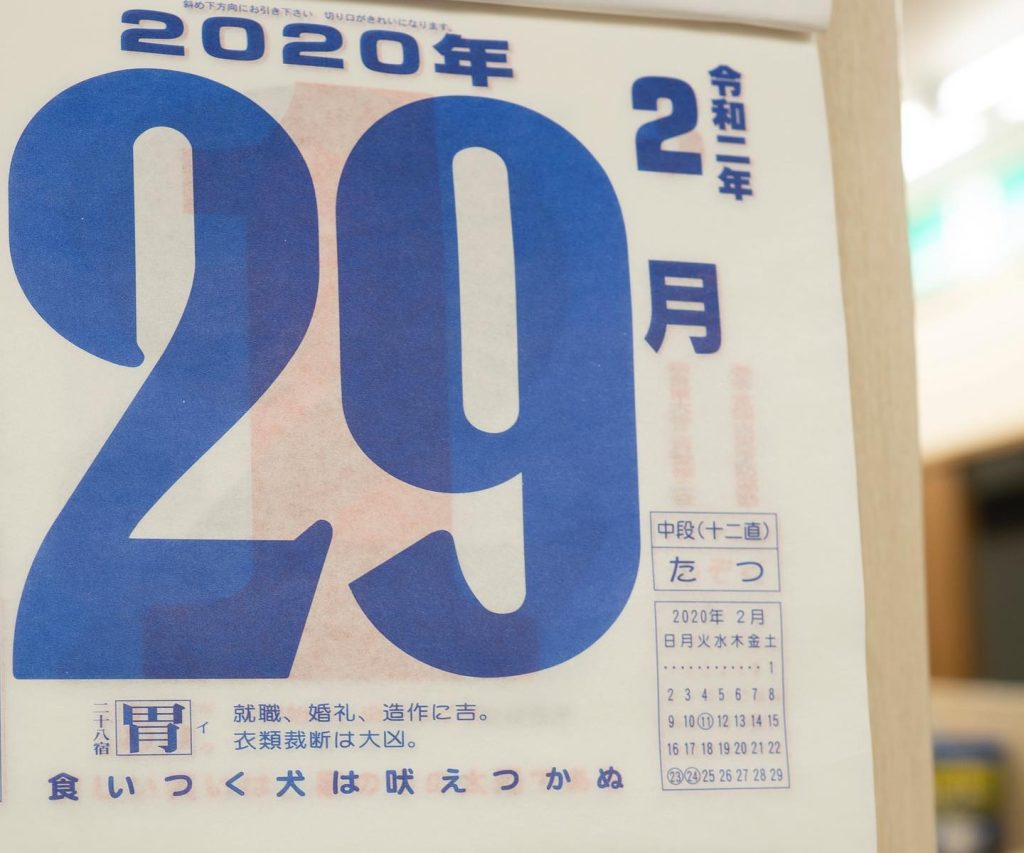 斜め下方向にお引き下さい 切り口がきれいになります。
2020年
29
2月
令和二年
中段(十二直)
たつ
2020年 2月
日月火水木金土
1
2 3 4 5 6 7 8
9 10 11 12 13 14 15
16 17 18 19 20 21 22
23 24 25 26 27 28 29
二十八宿
胃
イ
就職、婚礼、造作に吉。
衣類裁断は大凶。
食いつく犬は吠えつかぬ